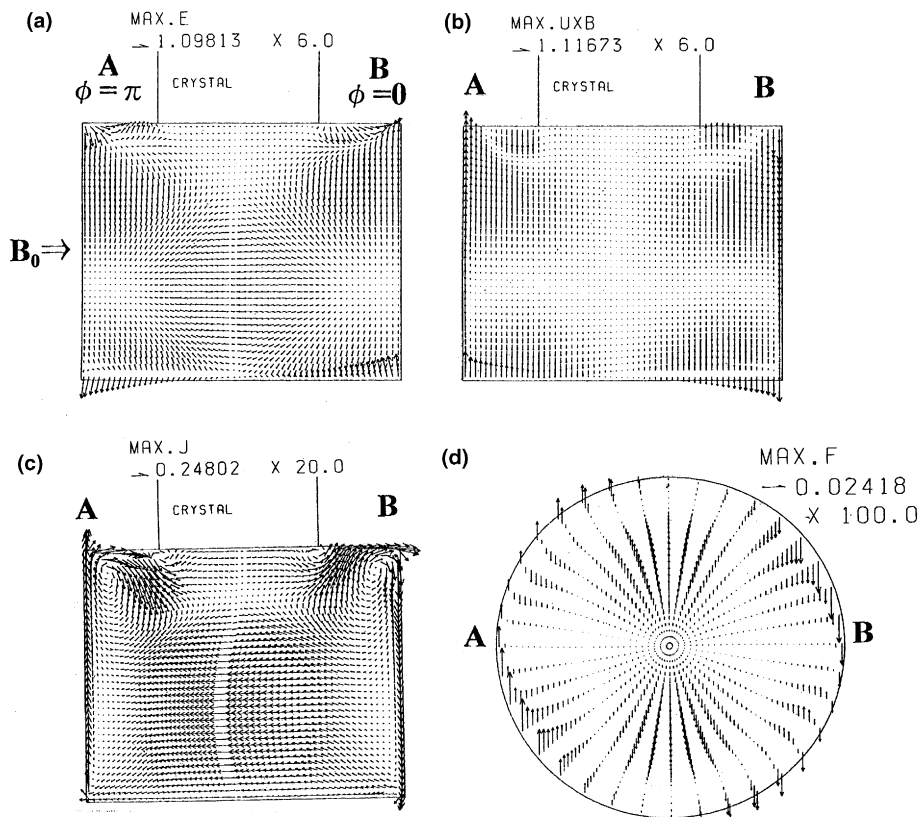 (a)
MAX.E
→ 1.09813 X 6.0
A
ϕ = π
CRYSTAL
B
ϕ = 0
B₀ ⇒
(b)
MAX.UXB
→ 1.11673 X 6.0
A
CRYSTAL
B
(c)
MAX.J
→ 0.24802 X 20.0
A
CRYSTAL
B
(d)
MAX.F
→ 0.02418
X 100.0
A
B